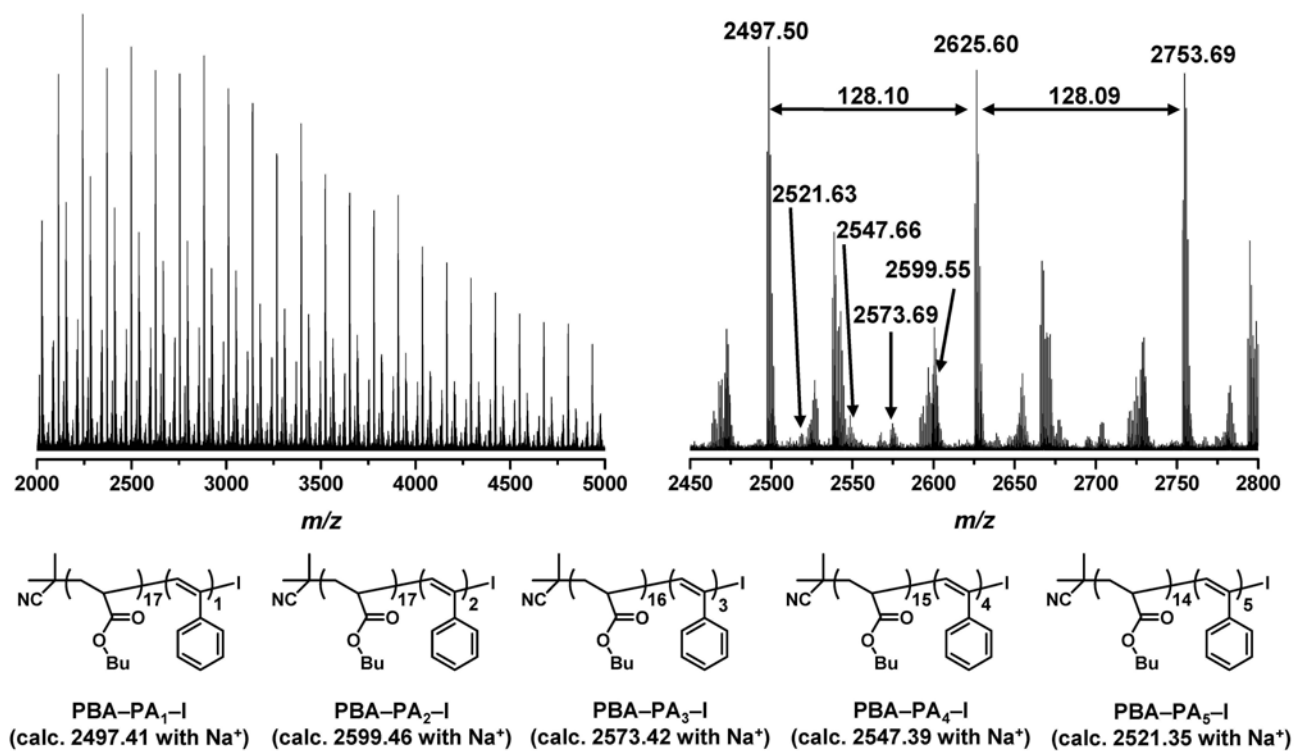 2497.50
2625.60
2753.69
128.10
128.09
2521.63
2547.66
2599.55
2573.69
2000 2500 3000 3500 4000 4500 5000
m/z
2450 2500 2550 2600 2650 2700 2750 2800
m/z
NC 17 1 I
O
O
Bu
NC 17 2 I
O
O
Bu
NC 16 3 I
O
O
Bu
NC 15 4 I
O
O
Bu
NC 14 5 I
O
O
Bu
PBA–PA₁–I
(calc. 2497.41 with Na⁺)
PBA–PA₂–I
(calc. 2599.46 with Na⁺)
PBA–PA₃–I
(calc. 2573.42 with Na⁺)
PBA–PA₄–I
(calc. 2547.39 with Na⁺)
PBA–PA₅–I
(calc. 2521.35 with Na⁺)